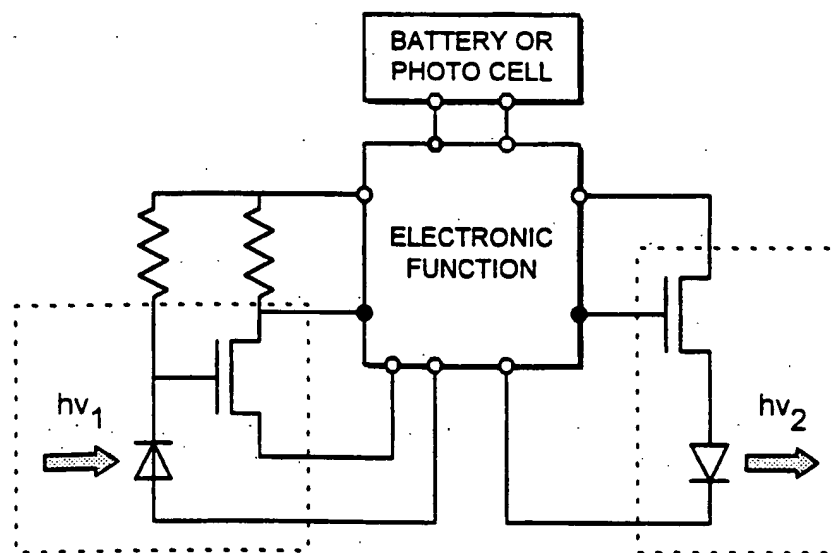 BATTERY OR
PHOTO CELL
ELECTRONIC
FUNCTION
hv₁
hv₂